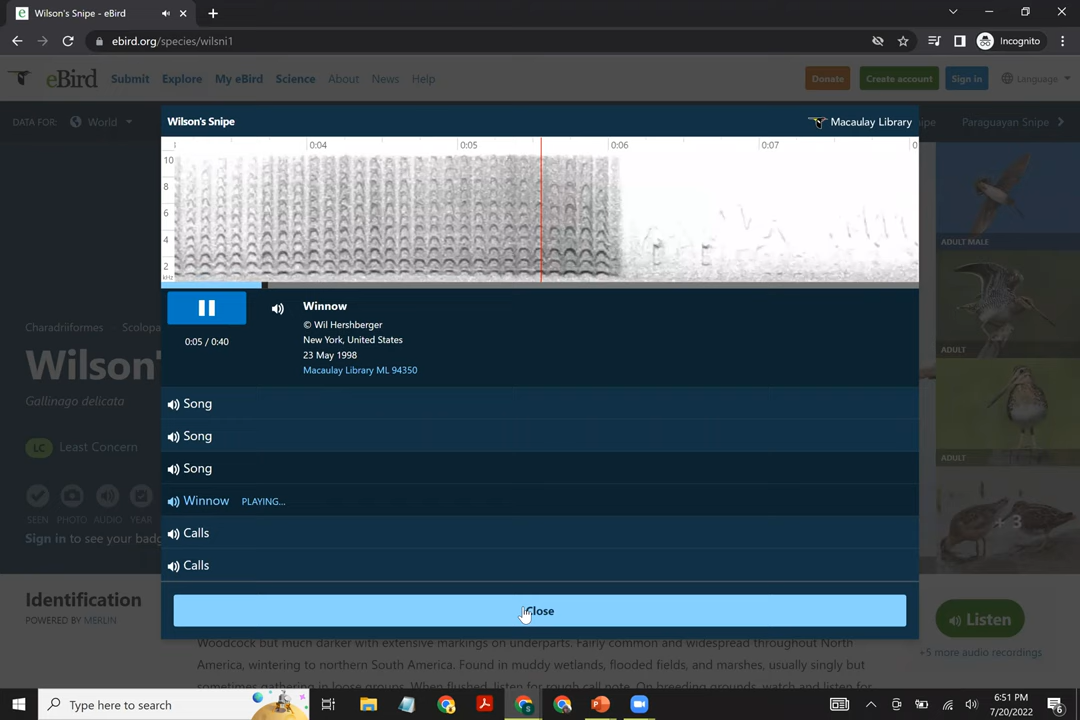 Wilson's Snipe - eBird
ebird.org/species/wilsni1
Incognito
eBird Submit Explore My eBird Science About News Help Donate Create account Sign in Language
DATA FOR: World
Paraguayan Snipe
Wilson's Snipe
Macaulay Library
0:04 0:05 0:06 0:07 0
10
8
6
4
2
kHz
ADULT MALE
Winnow
© Wil Hershberger
New York, United States
23 May 1998
Macaulay Library ML 94350
0:05 / 0:40
Charadriiformes Scolopa
Wilson'
Gallinago delicata
LC Least Concern
ADULT
ADULT
Song
Song
Song
Winnow PLAYING...
Calls
Calls
SEEN PHOTO AUDIO YEAR
Sign in to see your badg
+ 3
Close
Identification
POWERED BY MERLIN
Listen
+5 more audio recordings
Woodcock but much darker with extensive markings on underparts. Fairly common and widespread throughout North
America, wintering to northern South America. Found in muddy wetlands, flooded fields, and marshes, usually singly but
Type here to search
6:51 PM
7/20/2022
6